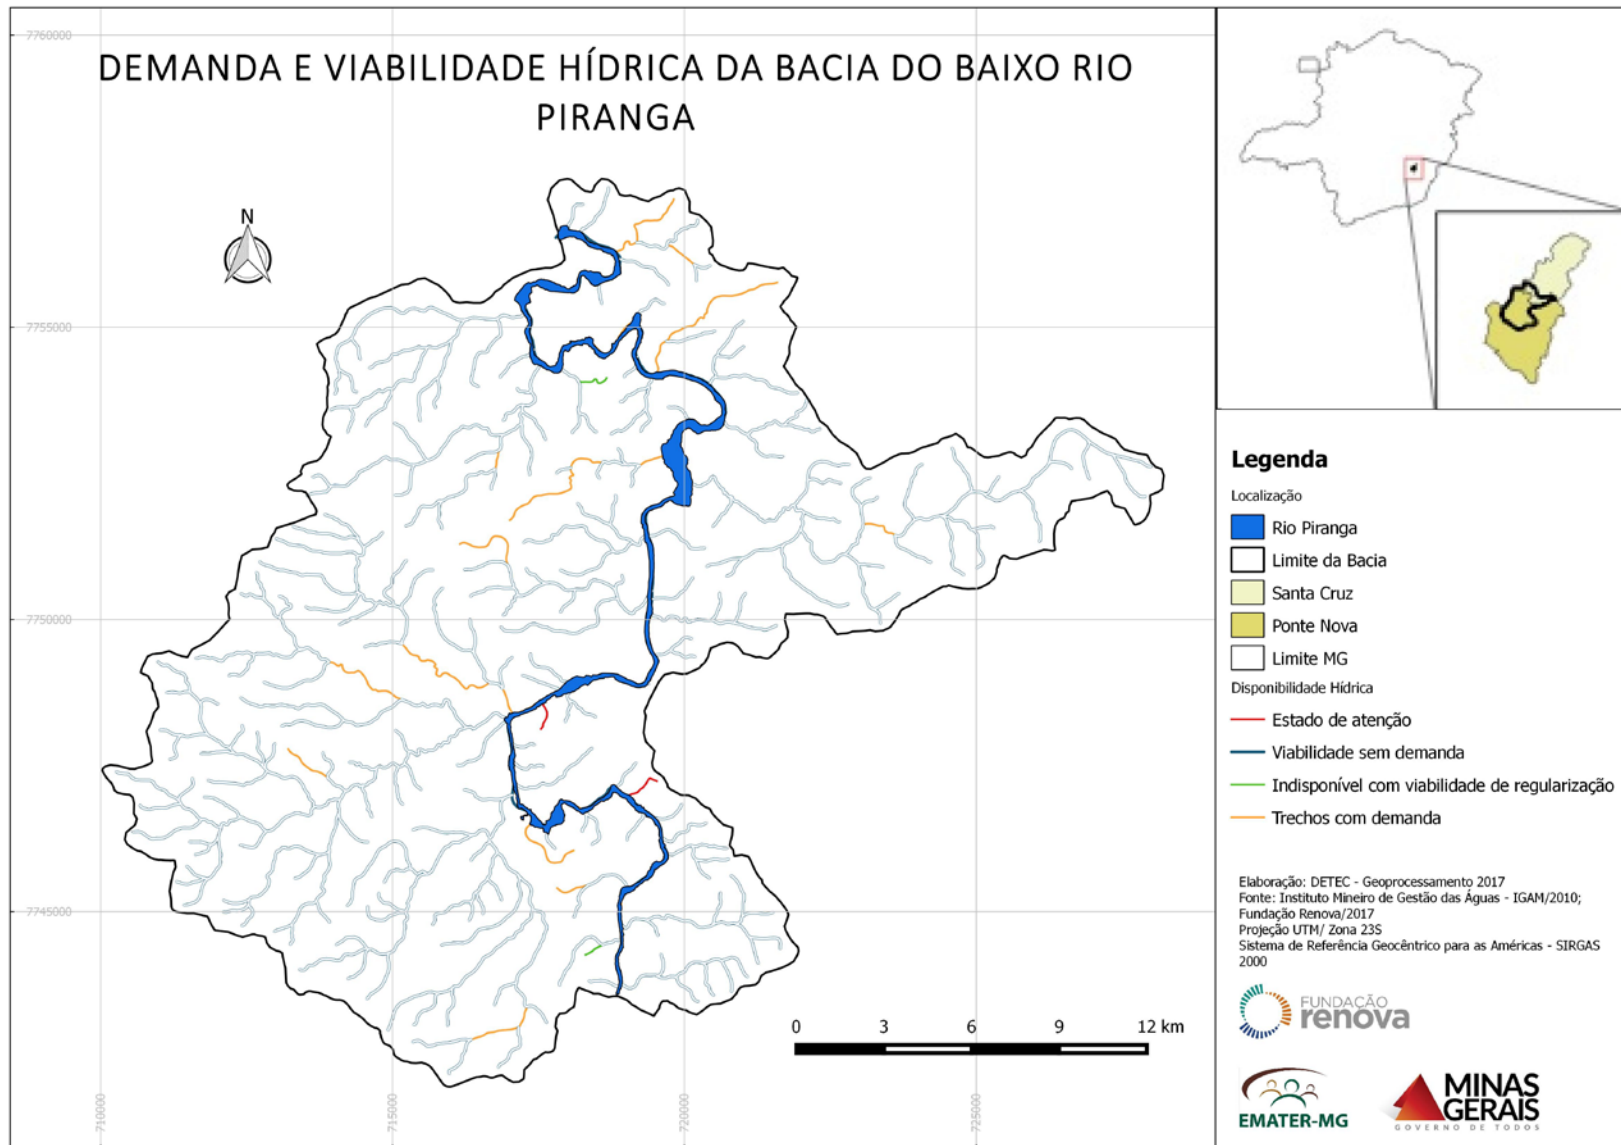 DEMANDA E VIABILIDADE HÍDRICA DA BACIA DO BAIXO RIO
PIRANGA
7760000
7755000
7750000
7745000
710000
715000
720000
725000
N
0 3 6 9 12 km
Legenda
Localização
Rio Piranga
Limite da Bacia
Santa Cruz
Ponte Nova
Limite MG
Disponibilidade Hídrica
Estado de atenção
Viabilidade sem demanda
Indisponível com viabilidade de regularização
Trechos com demanda
Elaboração: DETEC - Geoprocessamento 2017
Fonte: Instituto Mineiro de Gestão das Águas - IGAM/2010;
Fundação Renova/2017
Projeção UTM/ Zona 23S
Sistema de Referência Geocêntrico para as Américas - SIRGAS
2000
FUNDAÇÃO
renova
EMATER-MG
MINAS
GERAIS
GOVERNO DE TODOS